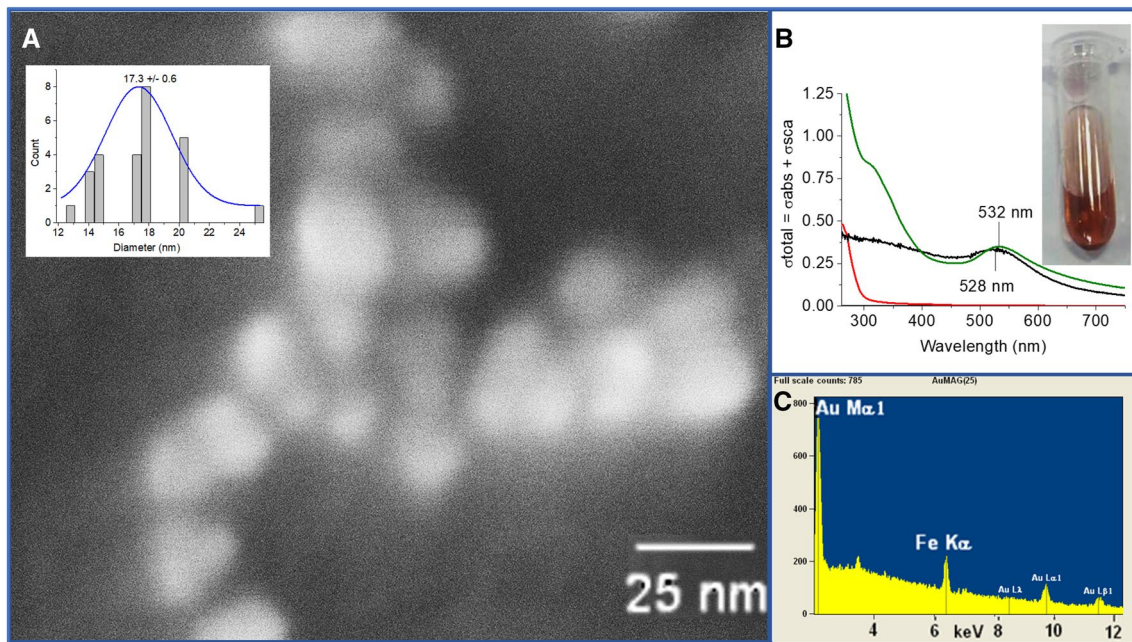 A
17.3 +/- 0.6
8
6
4
2
0
Count
12 14 16 18 20 22 24
Diameter (nm)
25 nm
B
1.25
1.00
0.75
0.50
0.25
0.00
σtotal = σabs + σsca
532 nm
528 nm
300 400 500 600 700
Wavelength (nm)
Full scale counts: 785 AuMAG(25)
C
800
600
400
200
0
Au Mα1
Fe Kα
Au Lλ
Au Lα1
Au Lβ1
4 6 keV 8 10 12